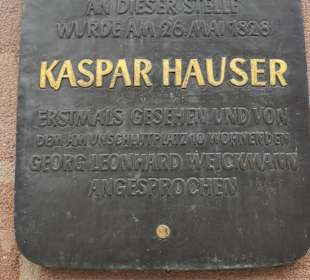 AN DIESER STELLE
WURDE AM 26. MAI 1828
KASPAR HAUSER
ERSTMALS GESEHEN UND VON
DEM AM UNSCHLITTPLATZ 10 WOHNENDEN
GEORG LEONHARD WEICKMANN
ANGESPROCHEN